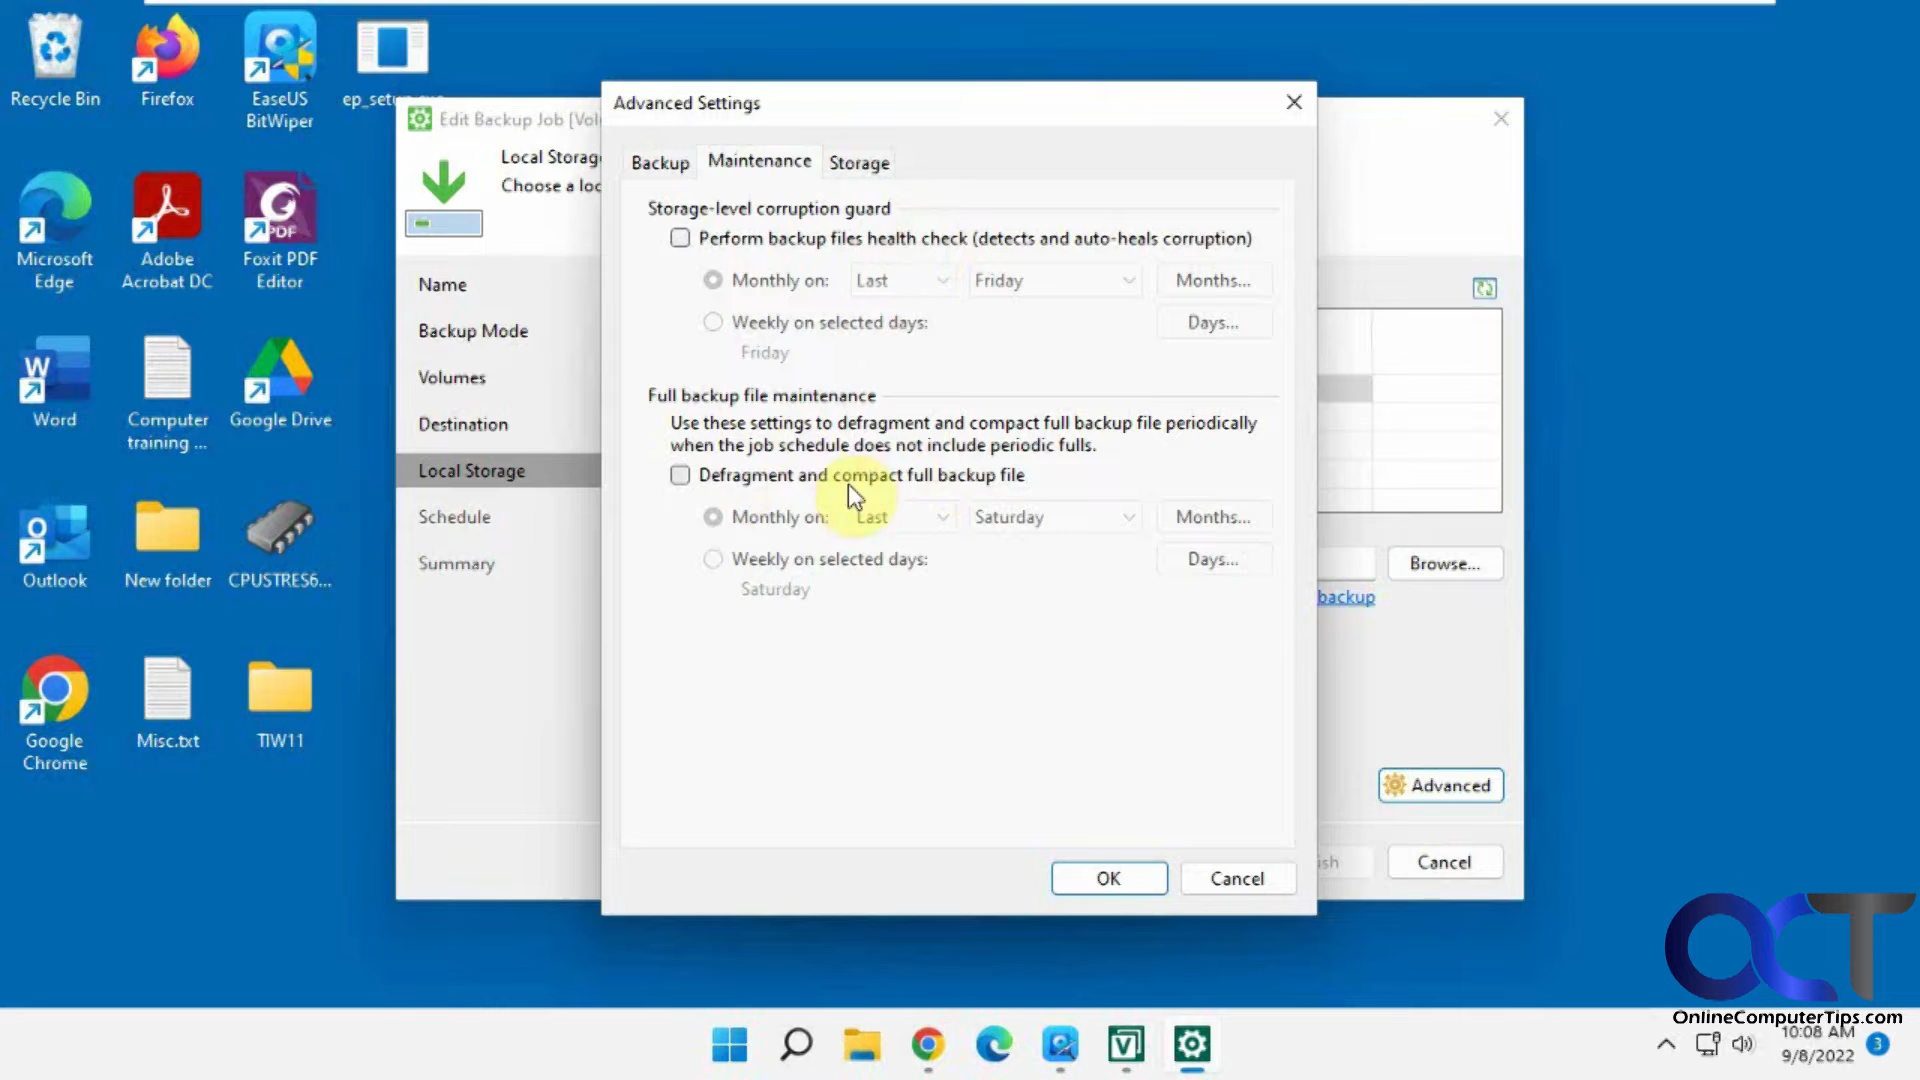 Recycle Bin
Firefox
EaseUS
BitWiper
Microsoft
Edge
Adobe
Acrobat DC
PDF
Foxit PDF
Editor
W
Word
Computer
training ...
Google Drive
Outlook
New folder
CPUSTRES6...
Google
Chrome
Misc.txt
TIW11
Edit Backup Job
Local Storag
Choose a loc
Name
Backup Mode
Volumes
Destination
Local Storage
Schedule
Summary
Advanced Settings
Backup
Maintenance
Storage
Storage-level corruption guard
Perform backup files health check (detects and auto-heals corruption)
Monthly on:
Last
Friday
Months...
Weekly on selected days:
Days...
Friday
Full backup file maintenance
Use these settings to defragment and compact full backup file periodically
when the job schedule does not include periodic fulls.
Defragment and compact full backup file
Monthly on:
Last
Saturday
Months...
Weekly on selected days:
Days...
Saturday
OK
Cancel
Browse...
backup
Advanced
Cancel
OCT
OnlineComputerTips.com
10:08 AM
9/8/2022
3